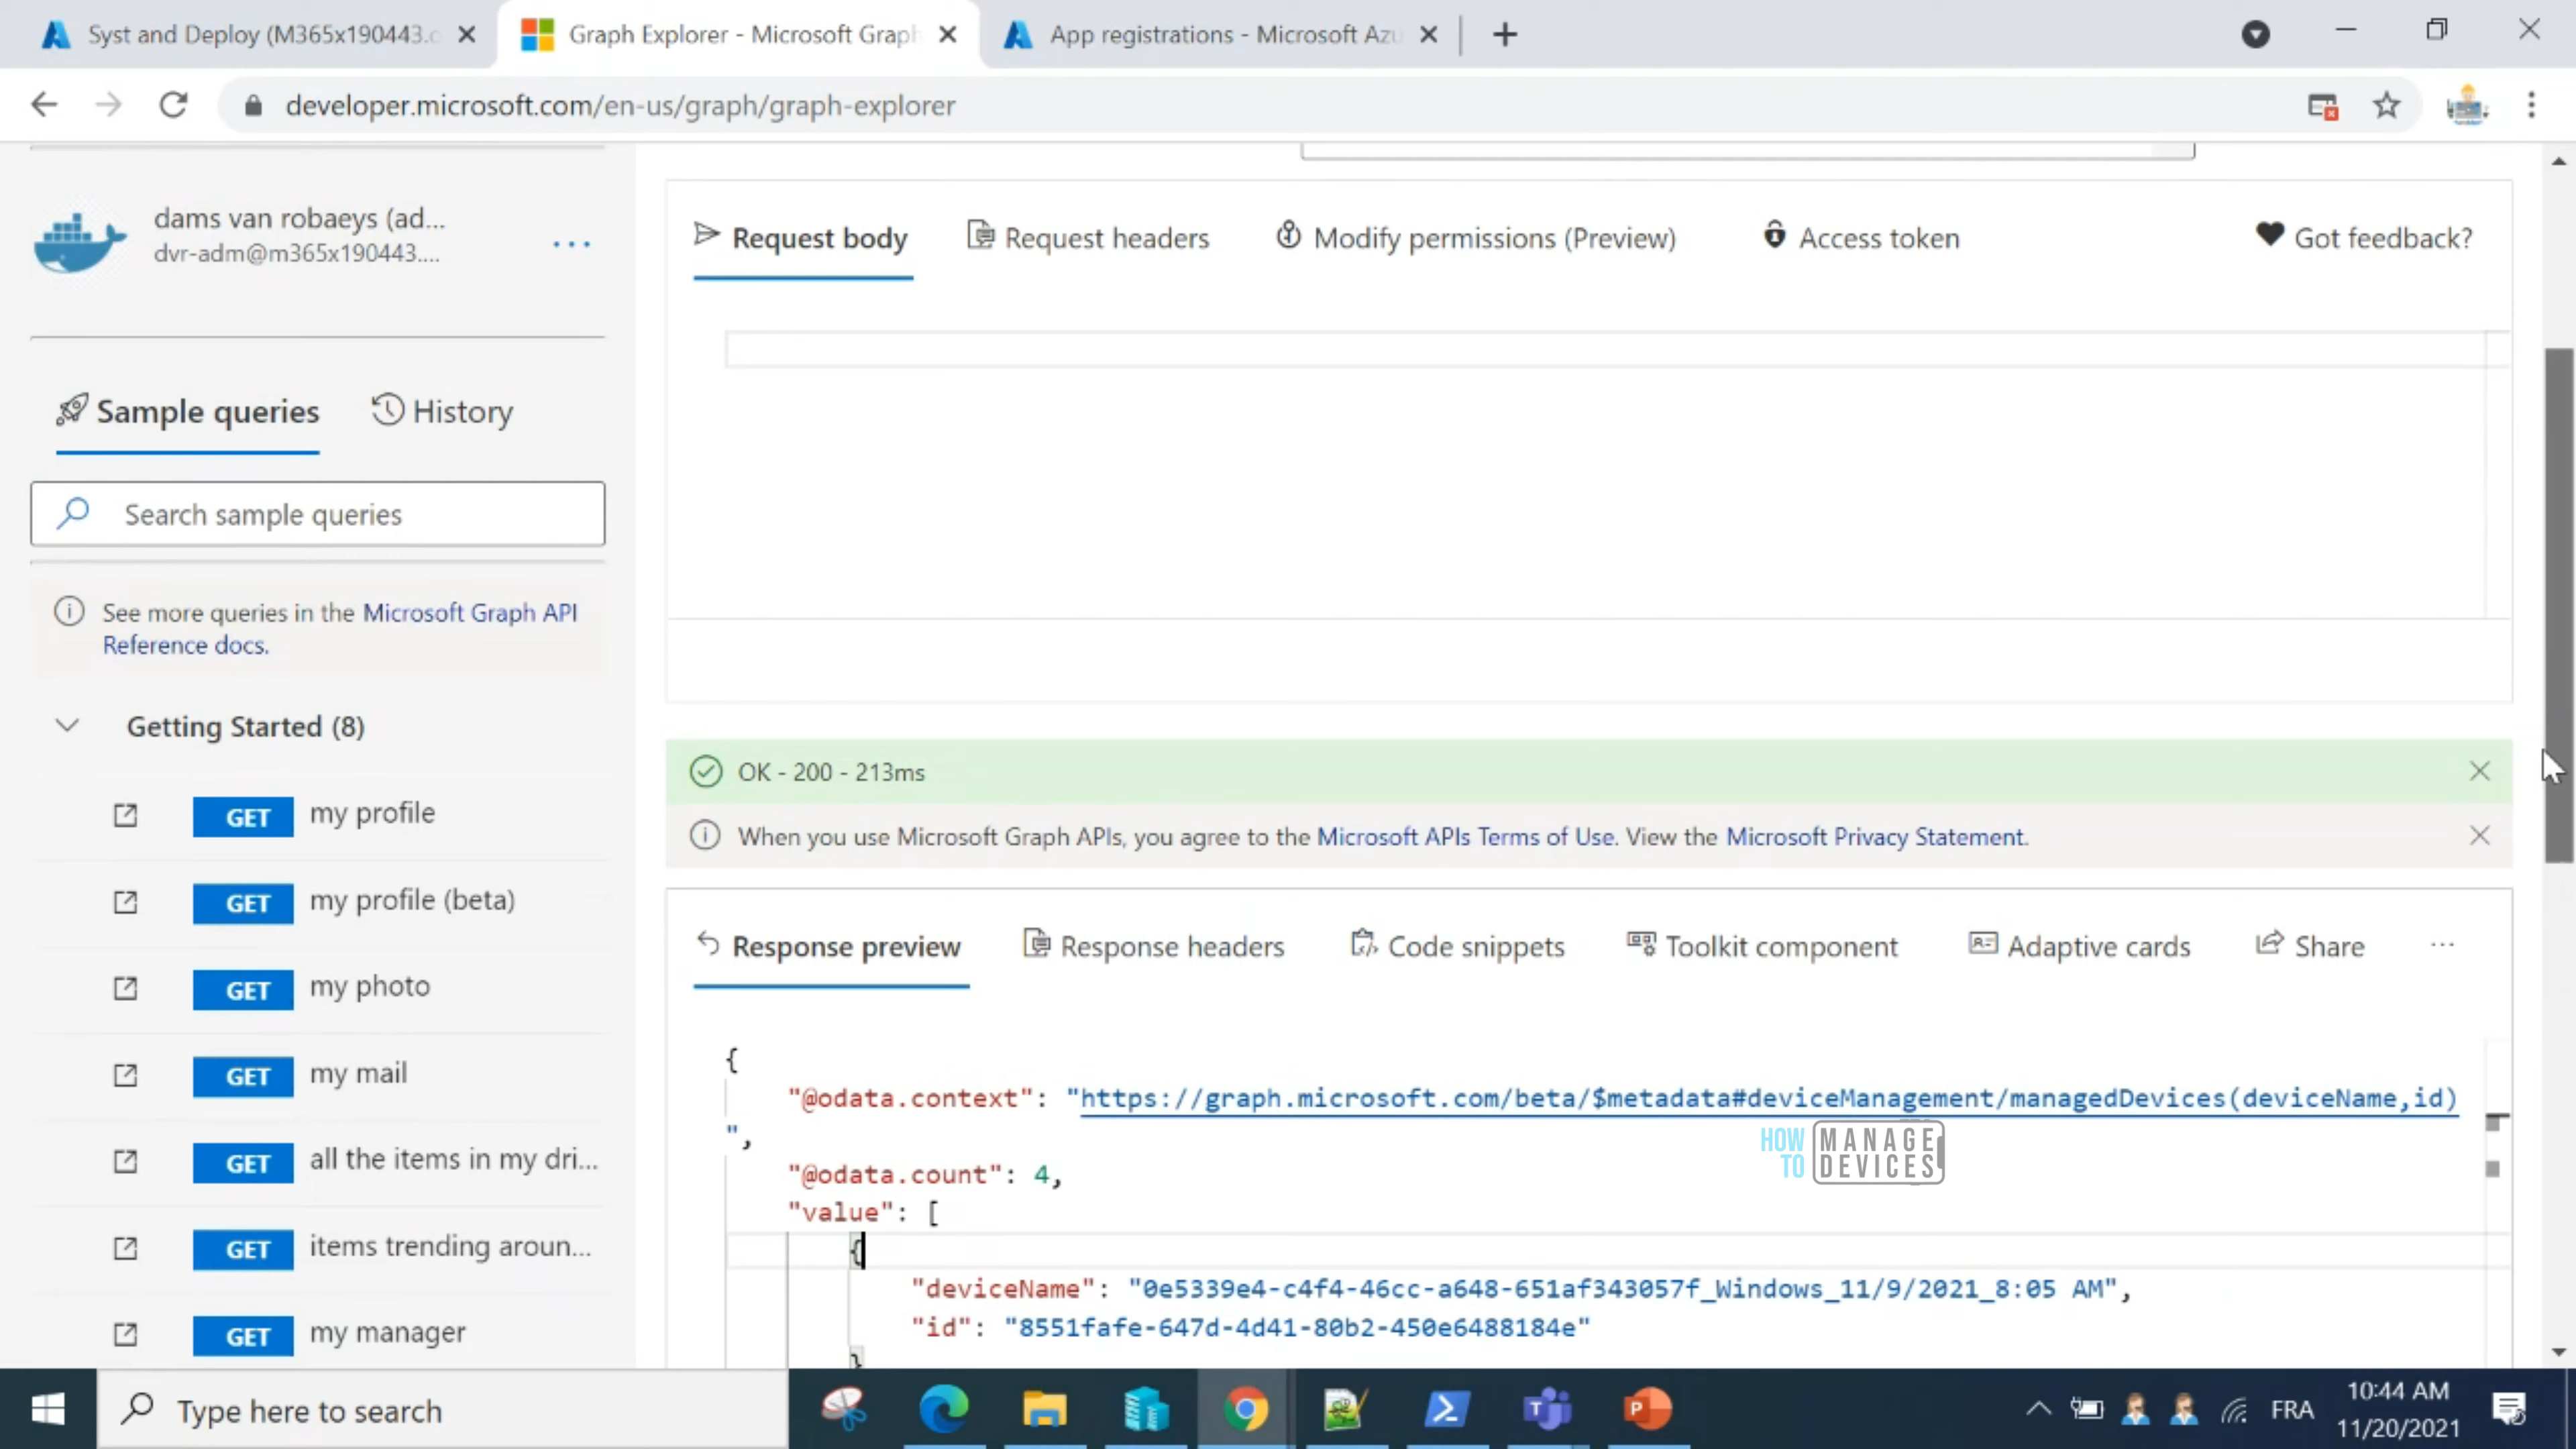 Syst and Deploy (M365x190443.o
Graph Explorer - Microsoft Graph
App registrations - Microsoft Azu
developer.microsoft.com/en-us/graph/graph-explorer
dams van robaeys (ad...
dvr-adm@m365x190443....
Request body
Request headers
Modify permissions (Preview)
Access token
Got feedback?
Sample queries
History
Search sample queries
See more queries in the Microsoft Graph API
Reference docs.
Getting Started (8)
GET my profile
GET my profile (beta)
GET my photo
GET my mail
GET all the items in my dri...
GET items trending aroun...
GET my manager
OK - 200 - 213ms
When you use Microsoft Graph APIs, you agree to the Microsoft APIs Terms of Use. View the Microsoft Privacy Statement.
Response preview
Response headers
Code snippets
Toolkit component
Adaptive cards
Share
...
{
"@odata.context": "https://graph.microsoft.com/beta/$metadata#deviceManagement/managedDevices(deviceName,id)
",
"@odata.count": 4,
"value": [
{
"deviceName": "0e5339e4-c4f4-46cc-a648-651af343057f_Windows_11/9/2021_8:05 AM",
"id": "8551fafe-647d-4d41-80b2-450e6488184e"
}
HOW MANAGE
TO DEVICES
Type here to search
FRA
10:44 AM
11/20/2021